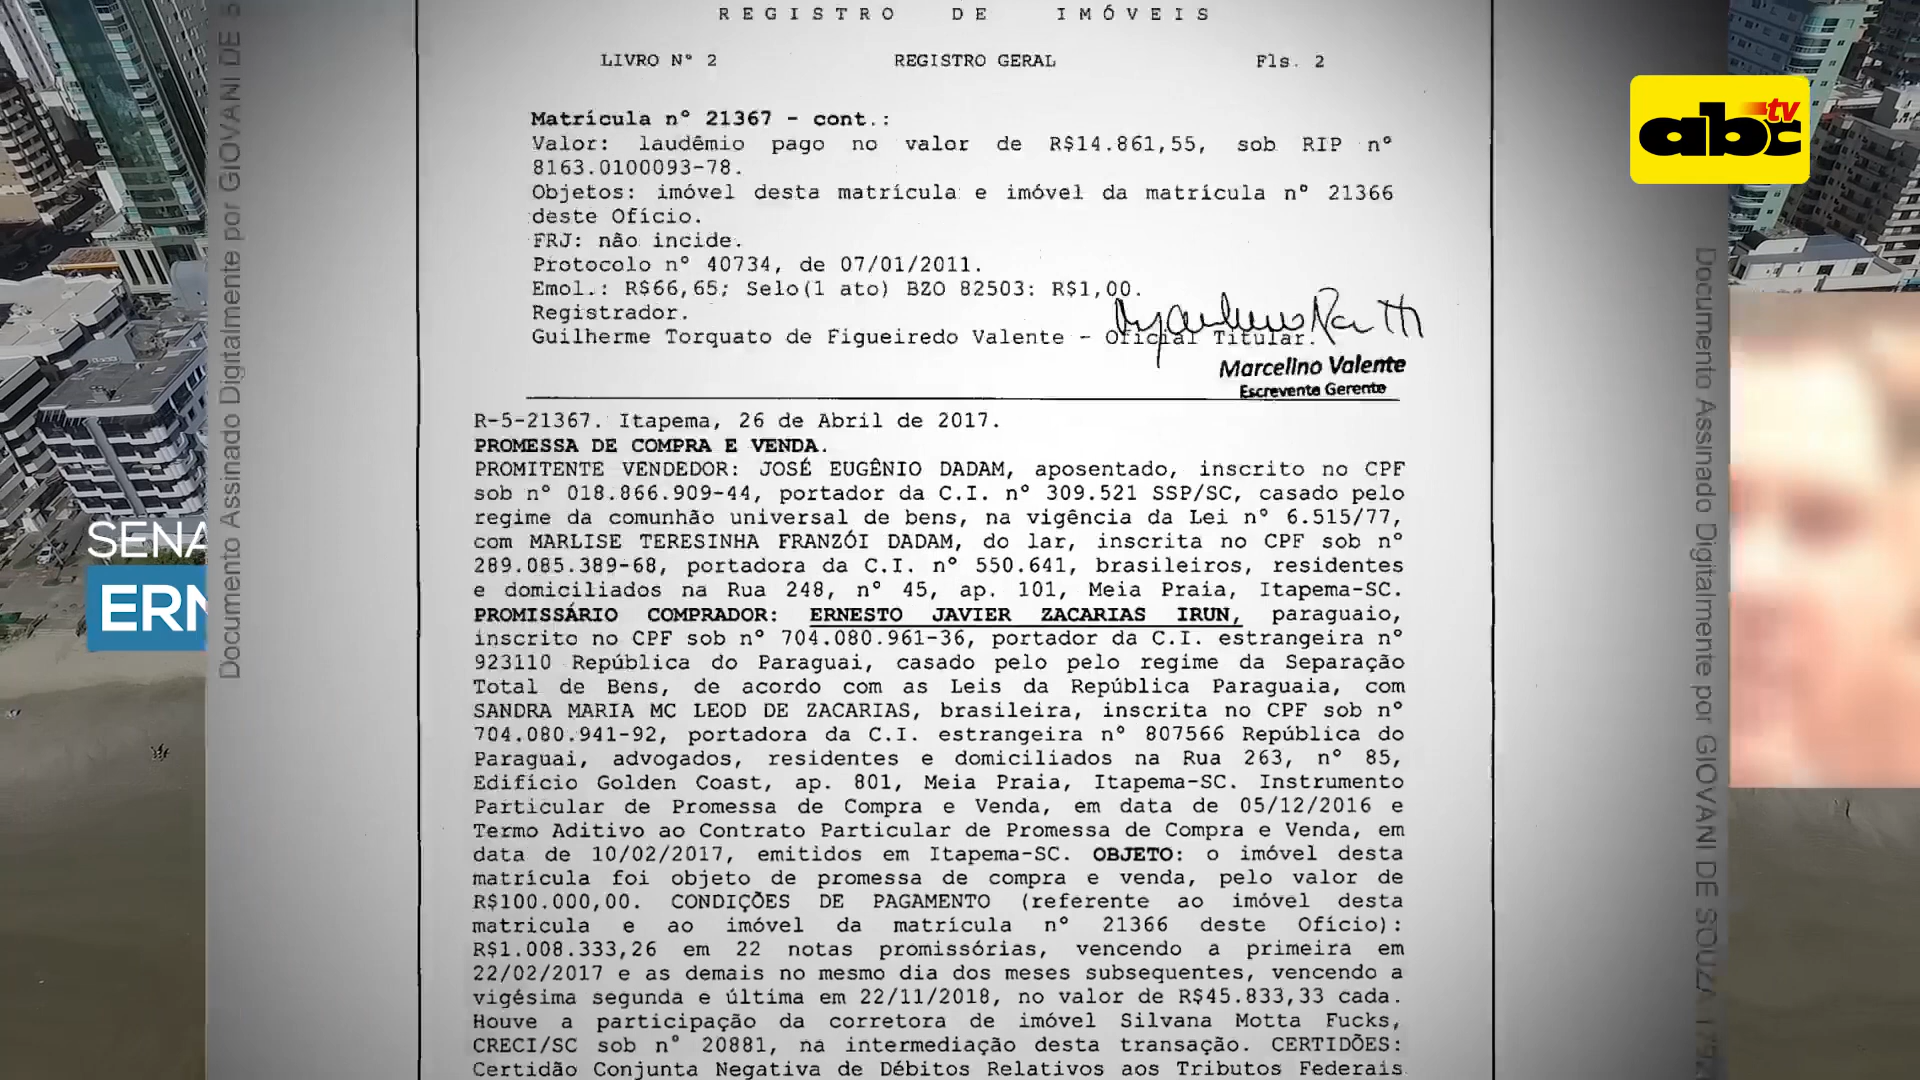 REGISTRO DE IMÓVEIS
LIVRO Nº 2 REGISTRO GERAL Fls. 2
Matrícula nº 21367 - cont.:
Valor: laudêmio pago no valor de R$14.861,55, sob RIP nº
8163.0100093-78.
Objetos: imóvel desta matrícula e imóvel da matrícula nº 21366
deste Ofício.
FRJ: não incide.
Protocolo nº 40734, de 07/01/2011.
Emol.: R$66,65; Selo(1 ato) BZO 82503: R$1,00.
Registrador.
Guilherme Torquato de Figueiredo Valente - Oficial Titular.
Marcelino Valente
Escrevente Gerente
R-5-21367. Itapema, 26 de Abril de 2017.
PROMESSA DE COMPRA E VENDA.
PROMITENTE VENDEDOR: JOSÉ EUGÊNIO DADAM, aposentado, inscrito no CPF
sob nº 018.866.909-44, portador da C.I. nº 309.521 SSP/SC, casado pelo
regime da comunhão universal de bens, na vigência da Lei nº 6.515/77,
com MARLISE TERESINHA FRANZÓI DADAM, do lar, inscrita no CPF sob nº
289.085.389-68, portadora da C.I. nº 550.641, brasileiros, residentes
e domiciliados na Rua 248, nº 45, ap. 101, Meia Praia, Itapema-SC.
PROMISSÁRIO COMPRADOR: ERNESTO JAVIER ZACARIAS IRUN, paraguaio,
inscrito no CPF sob nº 704.080.961-36, portador da C.I. estrangeira nº
923110 República do Paraguai, casado pelo pelo regime da Separação
Total de Bens, de acordo com as Leis da República Paraguaia, com
SANDRA MARIA MC LEOD DE ZACARIAS, brasileira, inscrita no CPF sob nº
704.080.941-92, portadora da C.I. estrangeira nº 807566 República do
Paraguai, advogados, residentes e domiciliados na Rua 263, nº 85,
Edifício Golden Coast, ap. 801, Meia Praia, Itapema-SC. Instrumento
Particular de Promessa de Compra e Venda, em data de 05/12/2016 e
Termo Aditivo ao Contrato Particular de Promessa de Compra e Venda, em
data de 10/02/2017, emitidos em Itapema-SC. OBJETO: o imóvel desta
matrícula foi objeto de promessa de compra e venda, pelo valor de
R$100.000,00. CONDIÇÕES DE PAGAMENTO (referente ao imóvel desta
matricula e ao imóvel da matrícula nº 21366 deste Ofício):
R$1.008.333,26 em 22 notas promissórias, vencendo a primeira em
22/02/2017 e as demais no mesmo dia dos meses subsequentes, vencendo a
vigésima segunda e última em 22/11/2018, no valor de R$45.833,33 cada.
Houve a participação da corretora de imóvel Silvana Motta Fucks,
CRECI/SC sob nº 20881, na intermediação desta transação. CERTIDÕES:
Certidão Conjunta Negativa de Débitos Relativos aos Tributos Federais
Documento Assinado Digitalmente por GIOVANI DE
Documento Assinado Digitalmente por GIOVANI DE SOUZA
SENA
ERN
abc tv